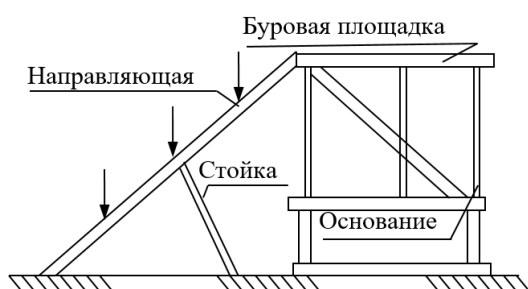 Буровая площадка
Направляющая
Стойка
Основание